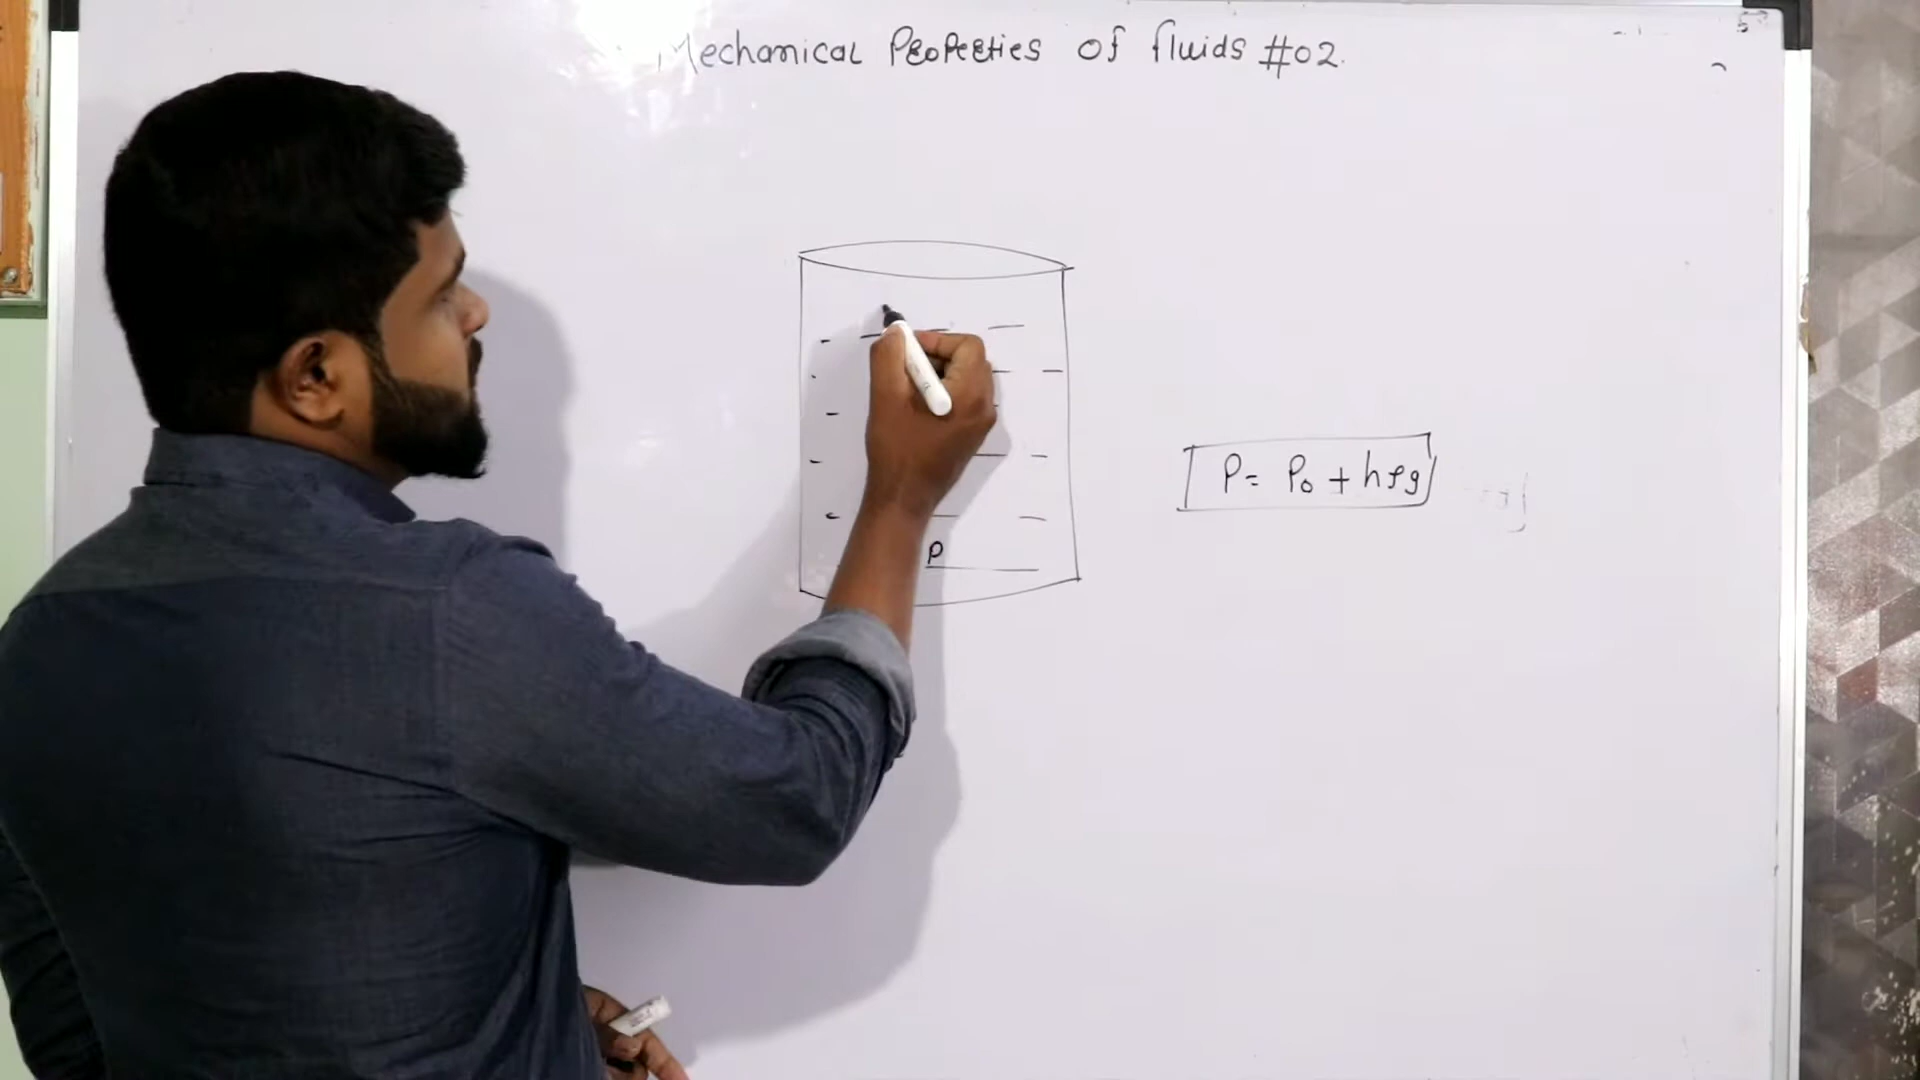 Mechanical Properties of fluids #02.
P = P₀ + hρg
P